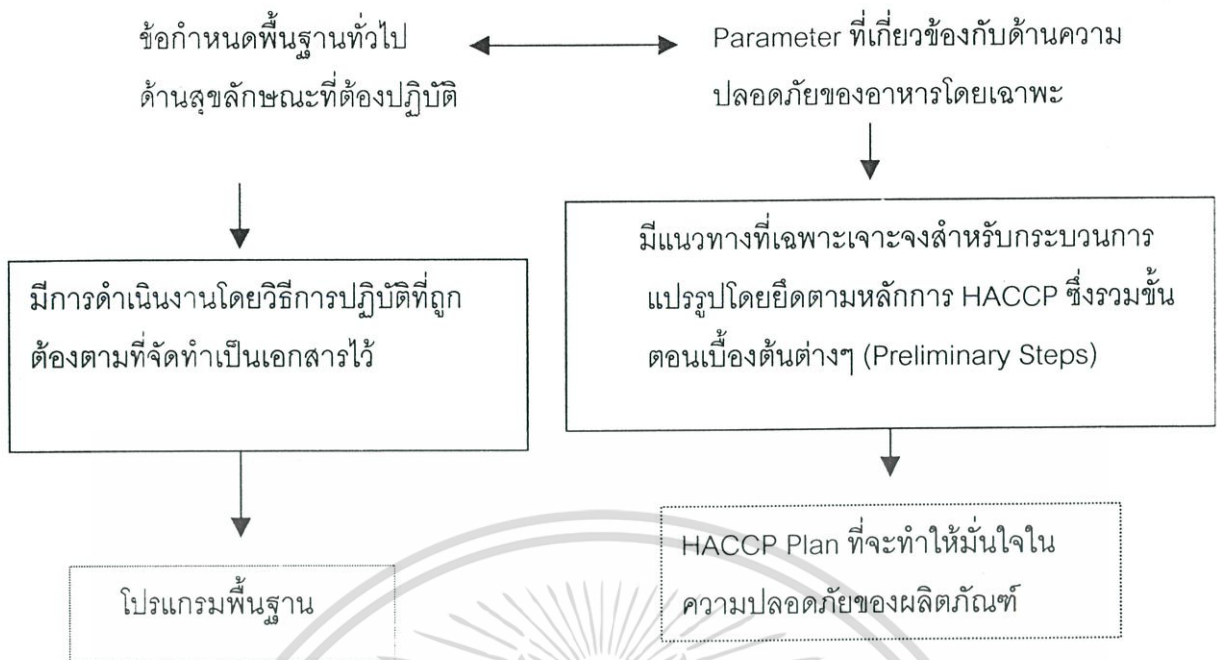 ข้อกำหนดพื้นฐานทั่วไป
ด้านสุขลักษณะที่ต้องปฏิบัติ
Parameter ที่เกี่ยวข้องกับด้านความ
ปลอดภัยของอาหารโดยเฉาพะ
มีการดำเนินงานโดยวิธีการปฏิบัติที่ถูก
ต้องตามที่จัดทำเป็นเอกสารไว้
มีแนวทางที่เฉพาะเจาะจงสำหรับกระบวนการ
แปรรูปโดยยึดตามหลักการ HACCP ซึ่งรวมขั้น
ตอนเบื้องต้นต่างๆ (Preliminary Steps)
โปรแกรมพื้นฐาน
HACCP Plan ที่จะทำให้มั่นใจใน
ความปลอดภัยของผลิตภัณฑ์